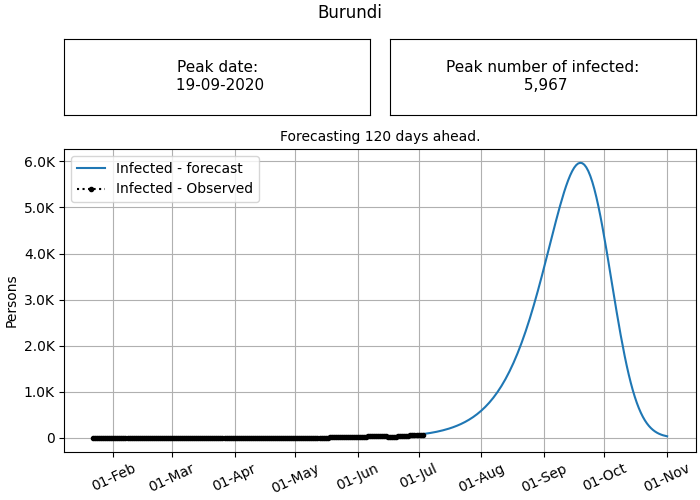 Burundi
Peak date:
19-09-2020
Peak number of infected:
5,967
Forecasting 120 days ahead.
Infected - forecast
Infected - Observed
6.0K
5.0K
4.0K
3.0K
2.0K
1.0K
0
Persons
01-Feb
01-Mar
01-Apr
01-May
01-Jun
01-Jul
01-Aug
01-Sep
01-Oct
01-Nov